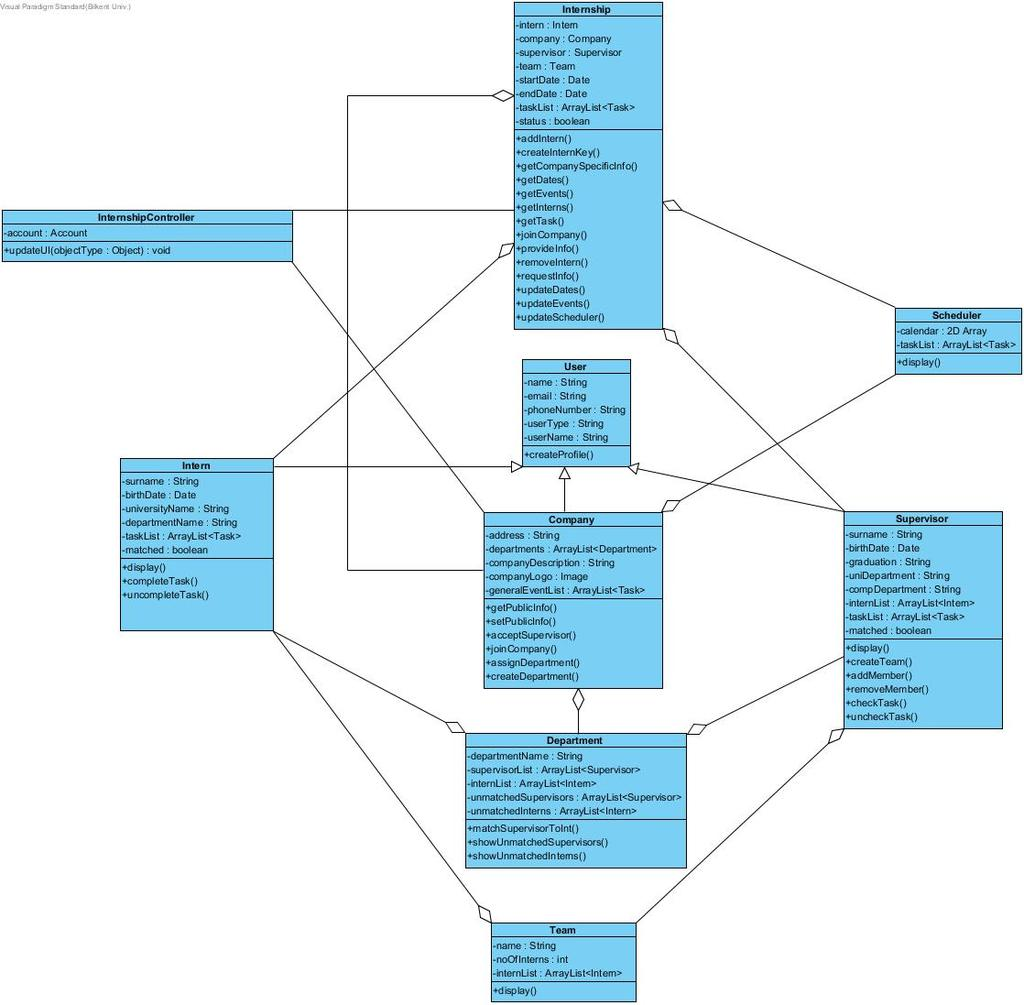 Visual Paradigm Standard(Bilkent Univ.)
Internship
-intern : Intern
-company : Company
-supervisor : Supervisor
-team : Team
-startDate : Date
-endDate : Date
-taskList : ArrayList<Task>
-status : boolean
+addIntern()
+createInternKey()
+getCompanySpecificInfo()
+getDates()
+getEvents()
+getInterns()
+getTask()
+joinCompany()
+provideInfo()
+removeIntern()
+requestInfo()
+updateDates()
+updateEvents()
+updateScheduler()
InternshipController
-account : Account
+updateUI(objectType : Object) : void
Scheduler
-calendar : 2D Array
-taskList : ArrayList<Task>
+display()
User
-name : String
-email : String
-phoneNumber : String
-userType : String
-userName : String
+createProfile()
Intern
-surname : String
-birthDate : Date
-universityName : String
-departmentName : String
-taskList : ArrayList<Task>
-matched : boolean
+display()
+completeTask()
+uncompleteTask()
Company
-address : String
-departments : ArrayList<Department>
-companyDescription : String
-companyLogo : Image
-generalEventList : ArrayList<Task>
+getPublicInfo()
+setPublicInfo()
+acceptSupervisor()
+joinCompany()
+assignDepartment()
+createDepartment()
Supervisor
-surname : String
-birthDate : Date
-graduation : String
-uniDepartment : String
-compDepartment : String
-internList : ArrayList<Intern>
-taskList : ArrayList<Task>
-matched : boolean
+display()
+createTeam()
+addMember()
+removeMember()
+checkTask()
+uncheckTask()
Department
-departmentName : String
-supervisorList : ArrayList<Supervisor>
-internList : ArrayList<Intern>
-unmatchedSupervisors : ArrayList<Supervisor>
-unmatchedInterns : ArrayList<Intern>
+matchSupervisorToInt()
+showUnmatchedSupervisors()
+showUnmatchedInterns()
Team
-name : String
-noOfInterns : int
-internList : ArrayList<Intern>
+display()